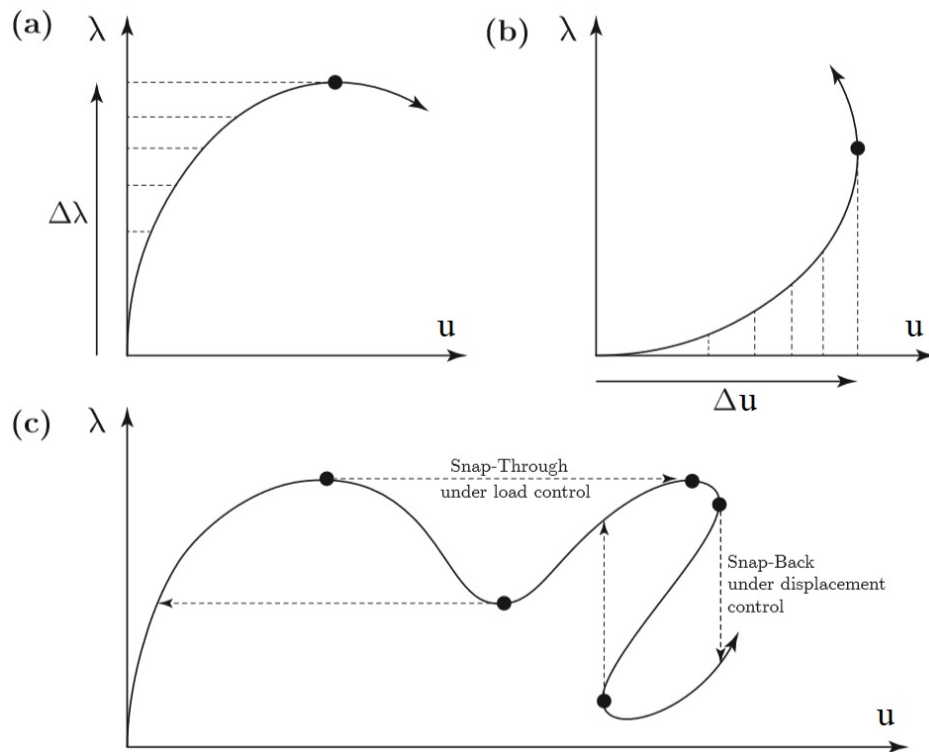 (a)
λ
Δλ
u
(b)
λ
u
Δu
(c)
λ
Snap-Through
under load control
Snap-Back
under displacement
control
u